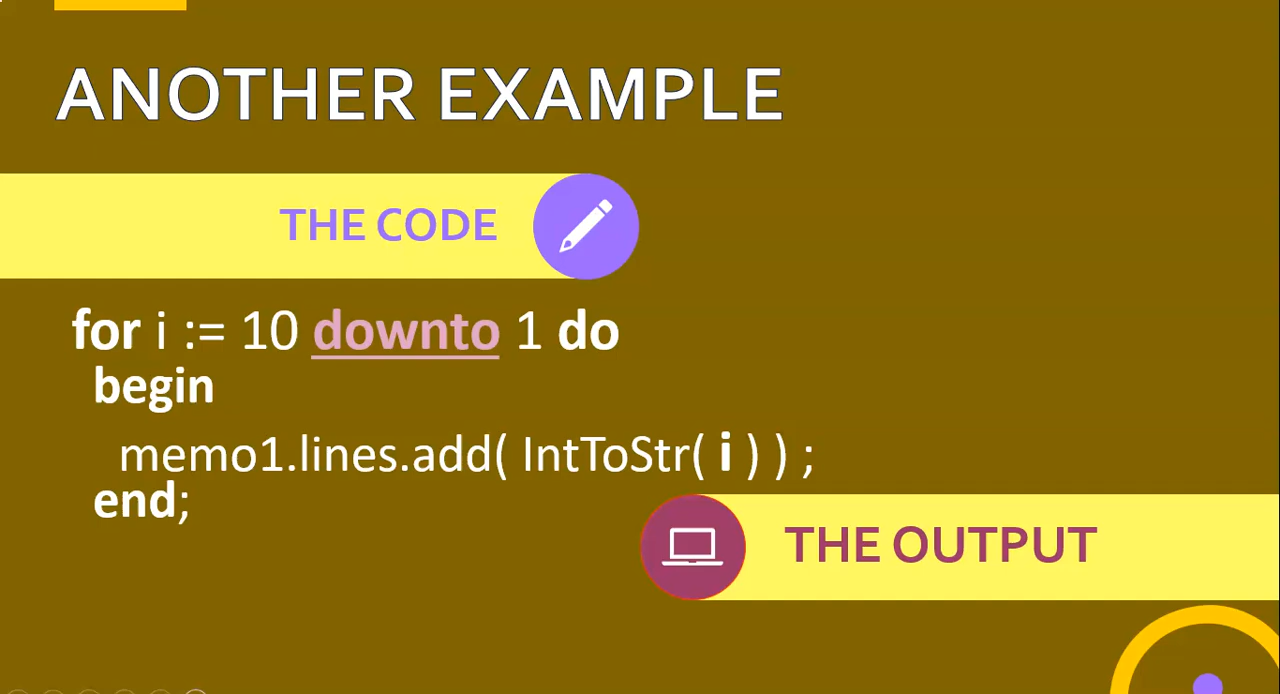 ANOTHER EXAMPLE
THE CODE
for i := 10 downto 1 do
begin
memo1.lines.add( IntToStr( i ) ) ;
end;
THE OUTPUT